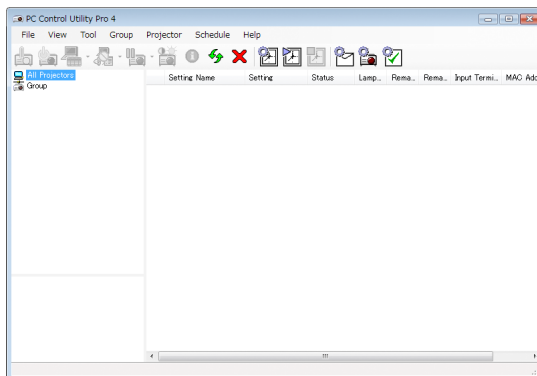 PC Control Utility Pro 4
File View Tool Group Projector Schedule Help
Setting Name Setting Status Lamp... Rema... Rema... Input Termi... MAC Add
All Projectors
Group